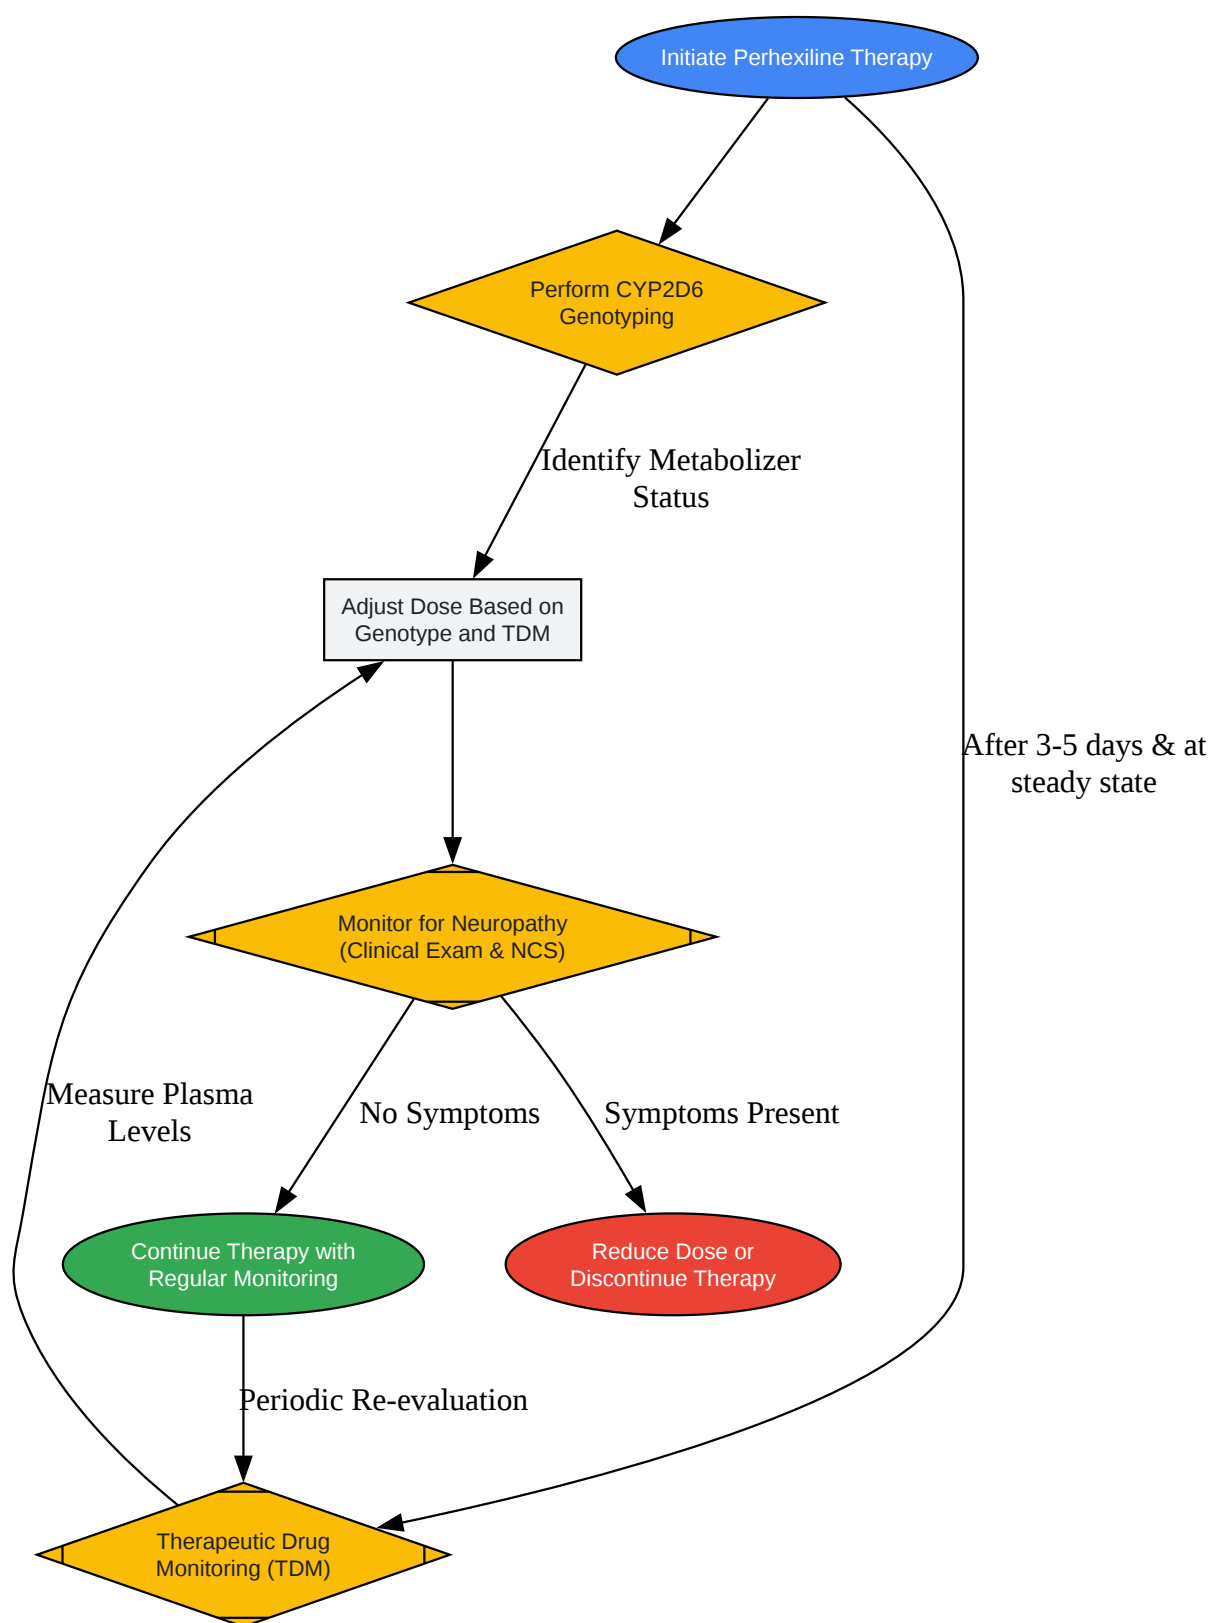 Initiate Perhexiline Therapy
Perform CYP2D6
Genotyping
Identify Metabolizer
Status
Adjust Dose Based on
Genotype and TDM
After 3-5 days & at
steady state
Monitor for Neuropathy
(Clinical Exam & NCS)
Measure Plasma
Levels
No Symptoms
Symptoms Present
Continue Therapy with
Regular Monitoring
Reduce Dose or
Discontinue Therapy
Periodic Re-evaluation
Therapeutic Drug
Monitoring (TDM)